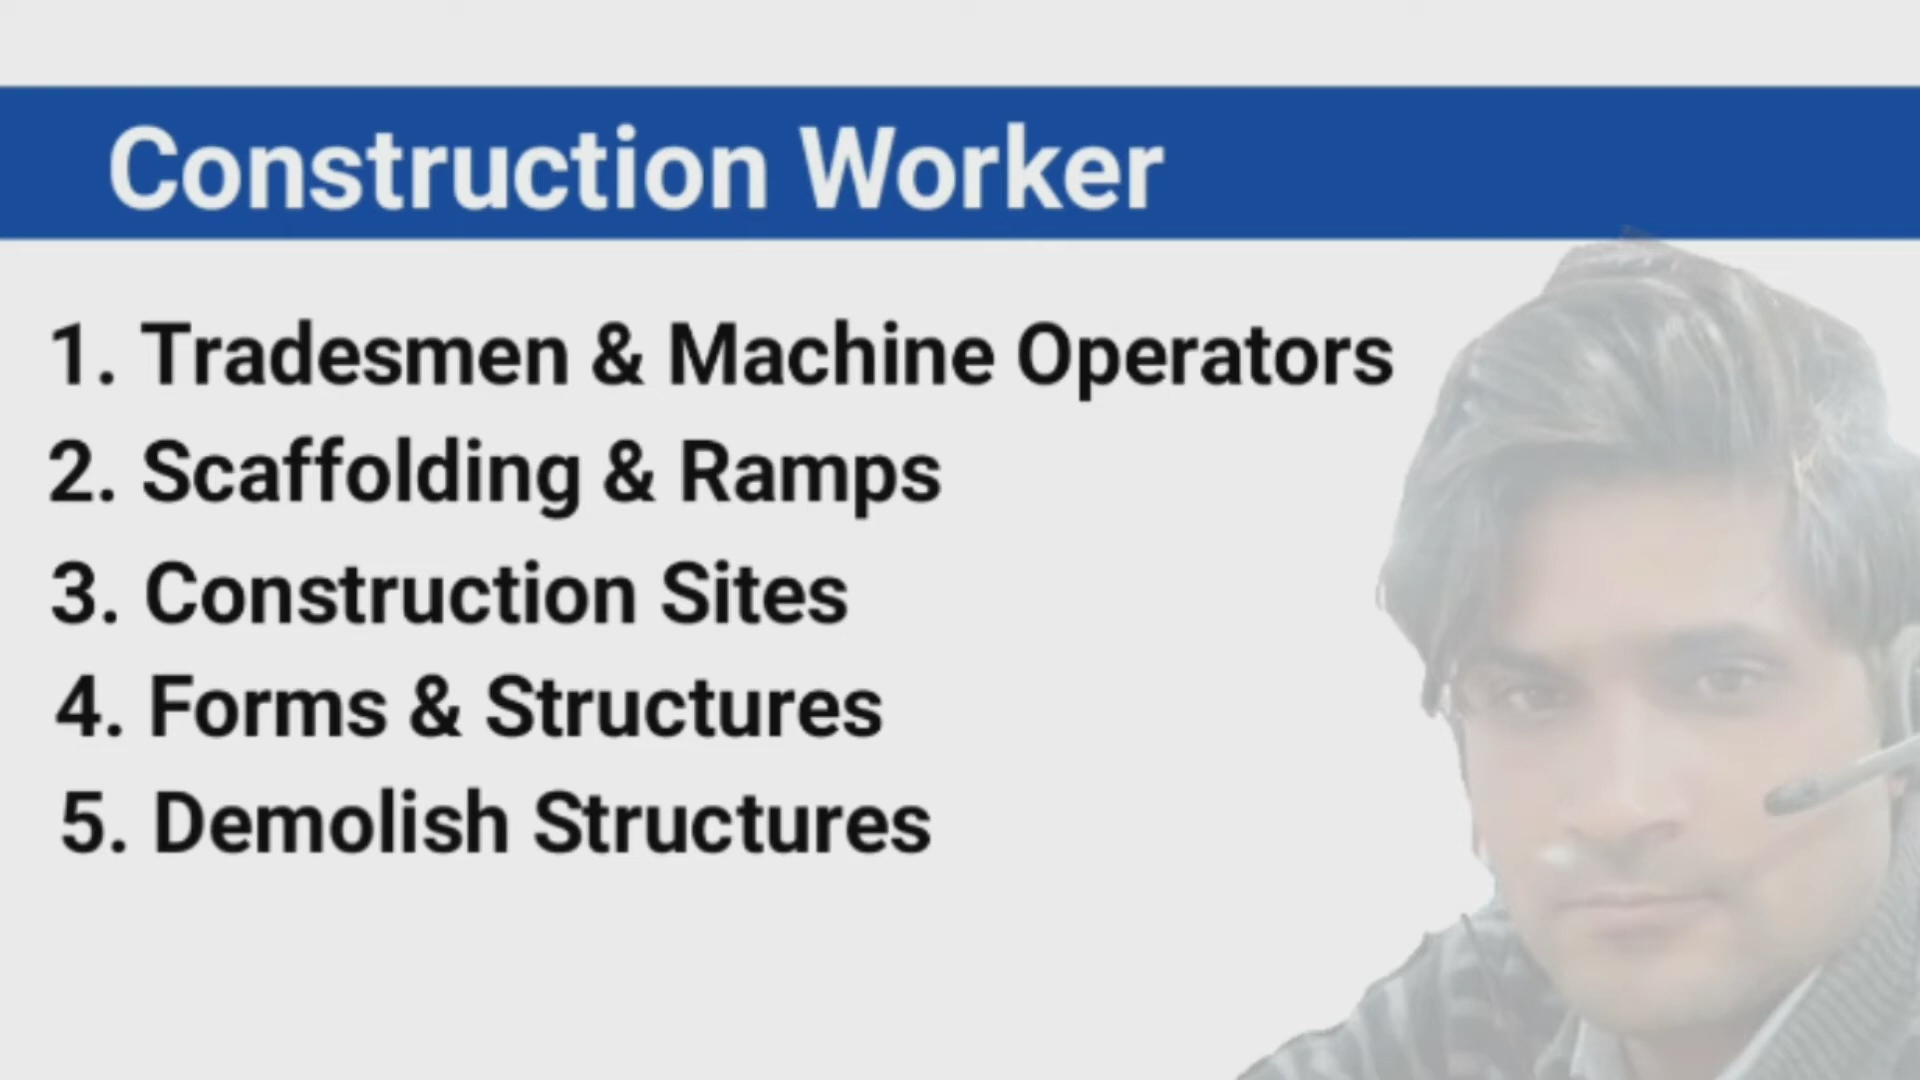 Construction Worker
1. Tradesmen & Machine Operators
2. Scaffolding & Ramps
3. Construction Sites
4. Forms & Structures
5. Demolish Structures